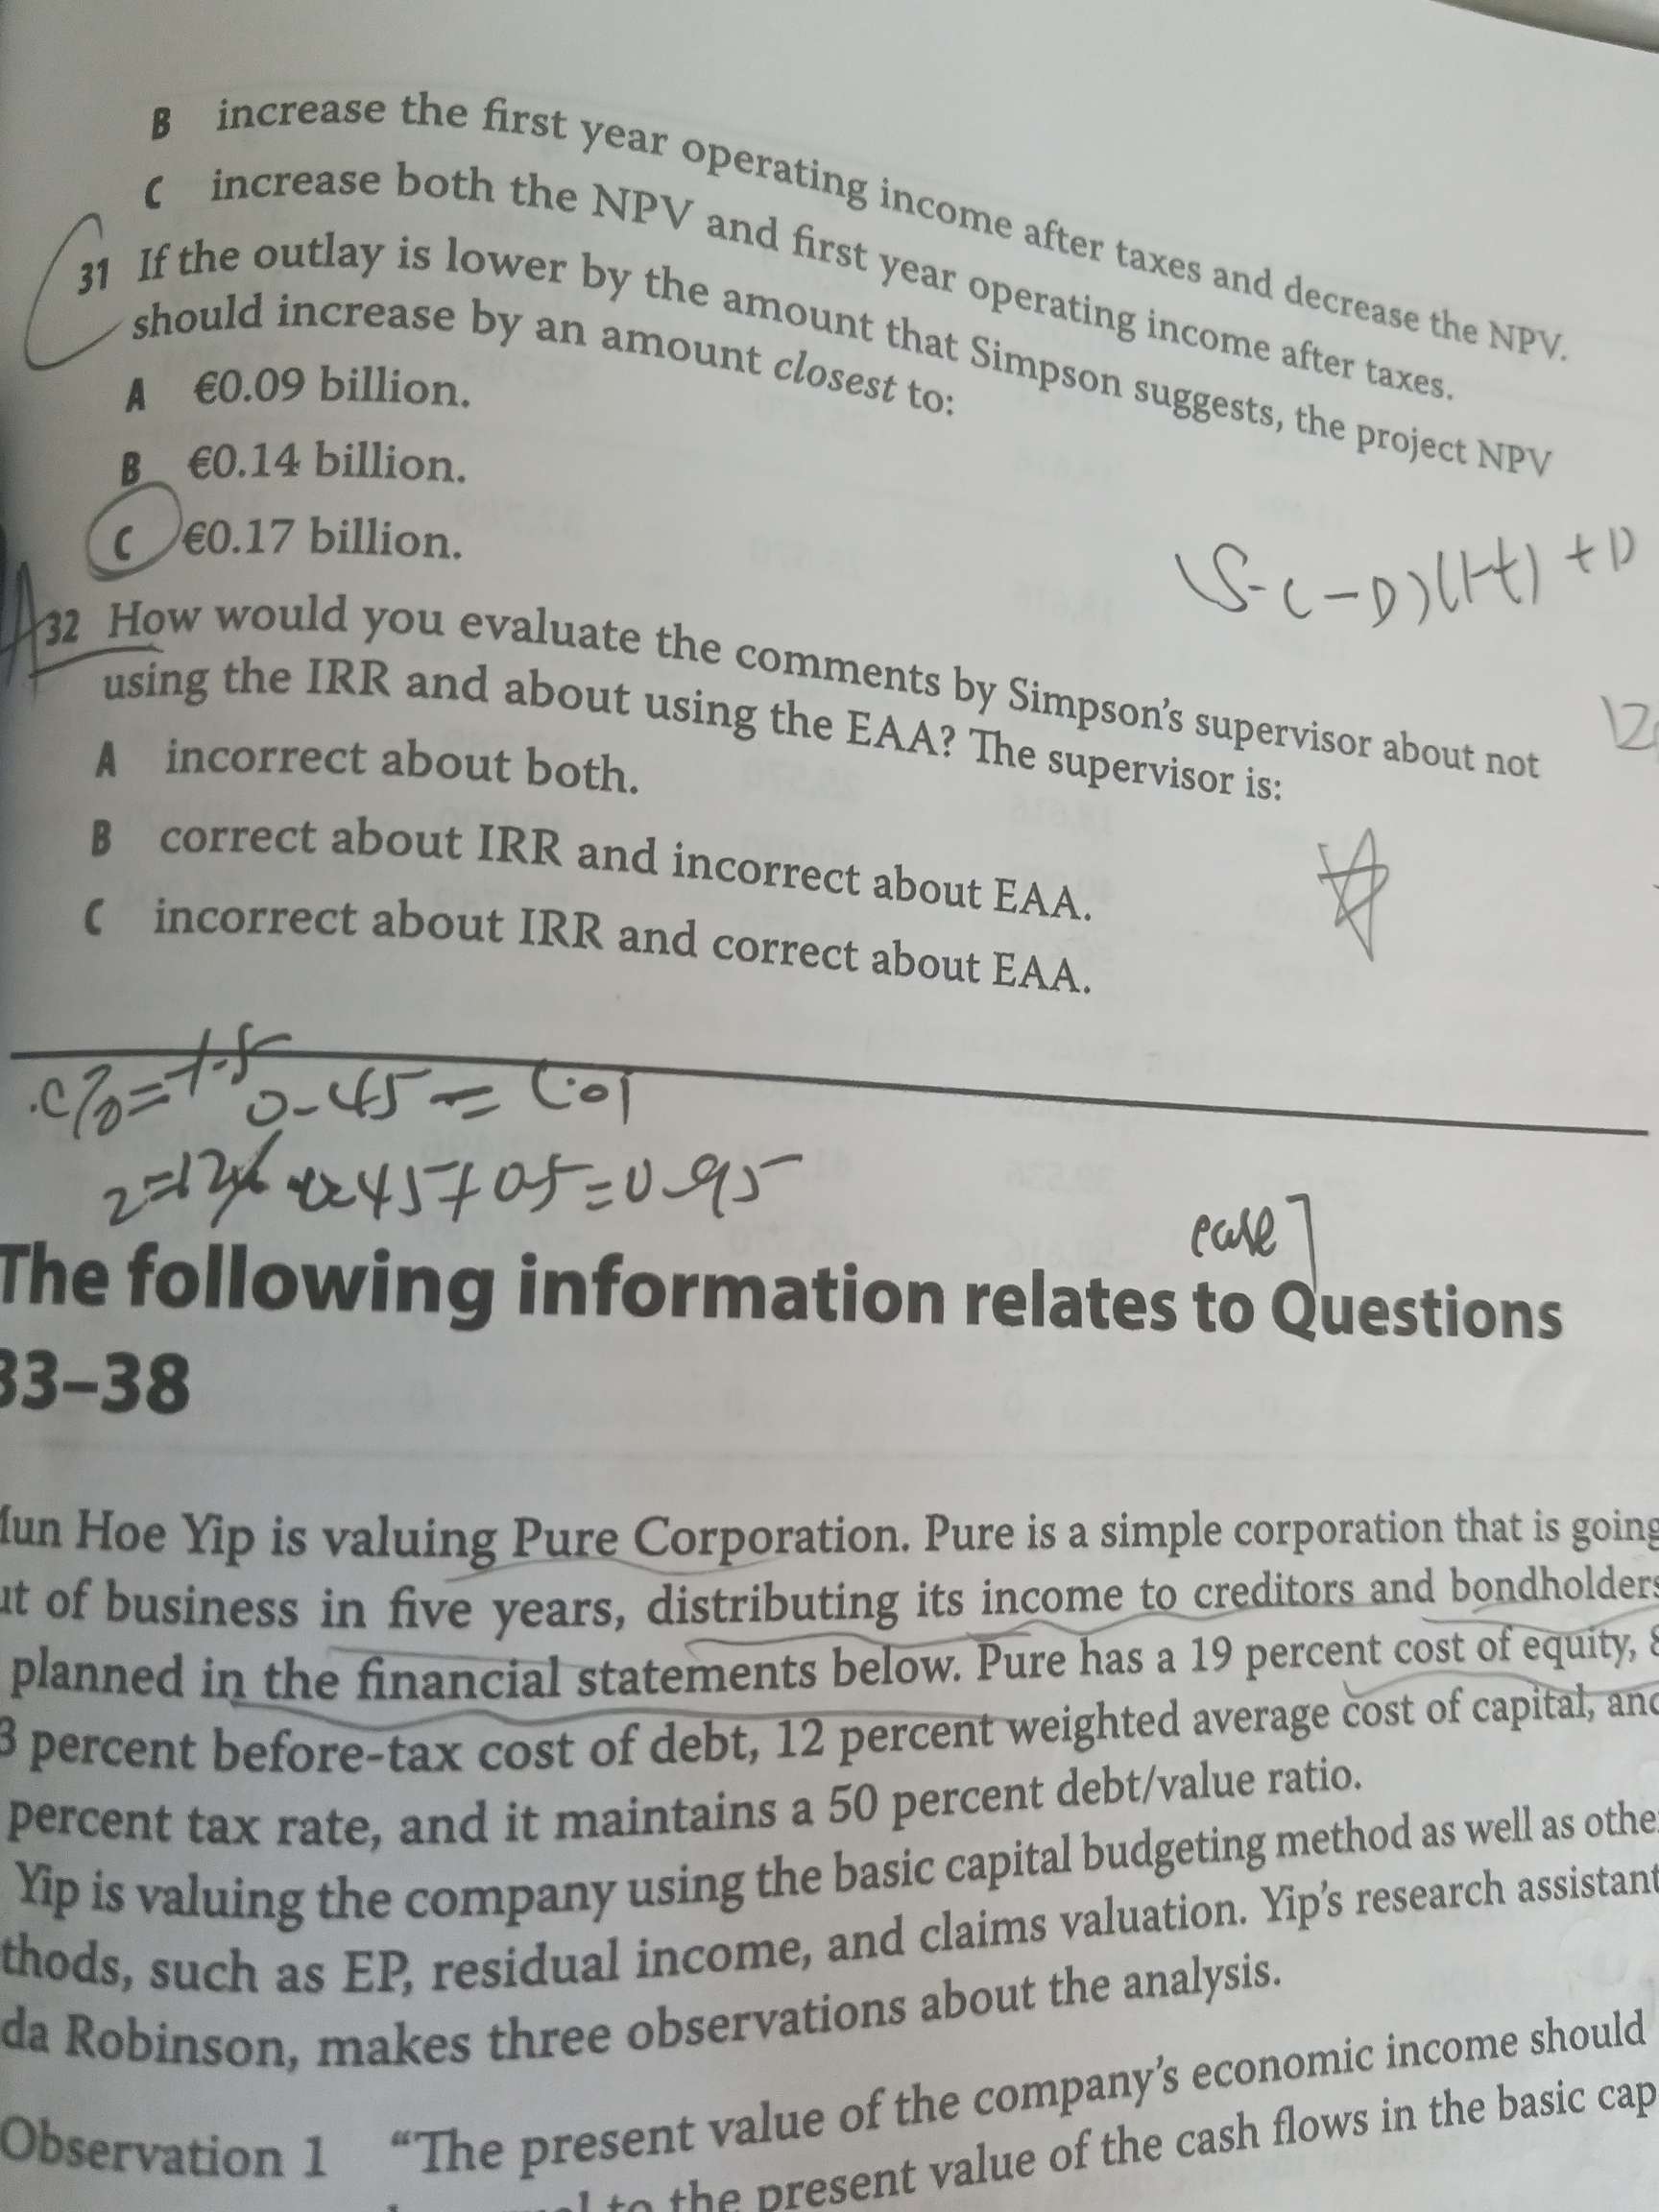 B increase the first year operating income after taxes and decrease the NPV.
C increase both the NPV and first year operating income after taxes.
31 If the outlay is lower by the amount that Simpson suggests, the project NPV
should increase by an amount closest to:
A €0.09 billion.
B €0.14 billion.
C €0.17 billion.
(S-C-D)(1-t)+D
32 How would you evaluate the comments by Simpson's supervisor about not
using the IRR and about using the EAA? The supervisor is:
A incorrect about both.
B correct about IRR and incorrect about EAA.
C incorrect about IRR and correct about EAA.
case 7
The following information relates to Questions
33–38
Hoe Yip is valuing Pure Corporation. Pure is a simple corporation that is going
of business in five years, distributing its income to creditors and bondholders
planned in the financial statements below. Pure has a 19 percent cost of equity,
percent before-tax cost of debt, 12 percent weighted average cost of capital,
percent tax rate, and it maintains a 50 percent debt/value ratio.
Yip is valuing the company using the basic capital budgeting method as well as
such as EP, residual income, and claims valuation. Yip's research assistant
Robinson, makes three observations about the analysis.
Observation 1 “The present value of the company's economic income should
to the present value of the cash flows in the basic cap